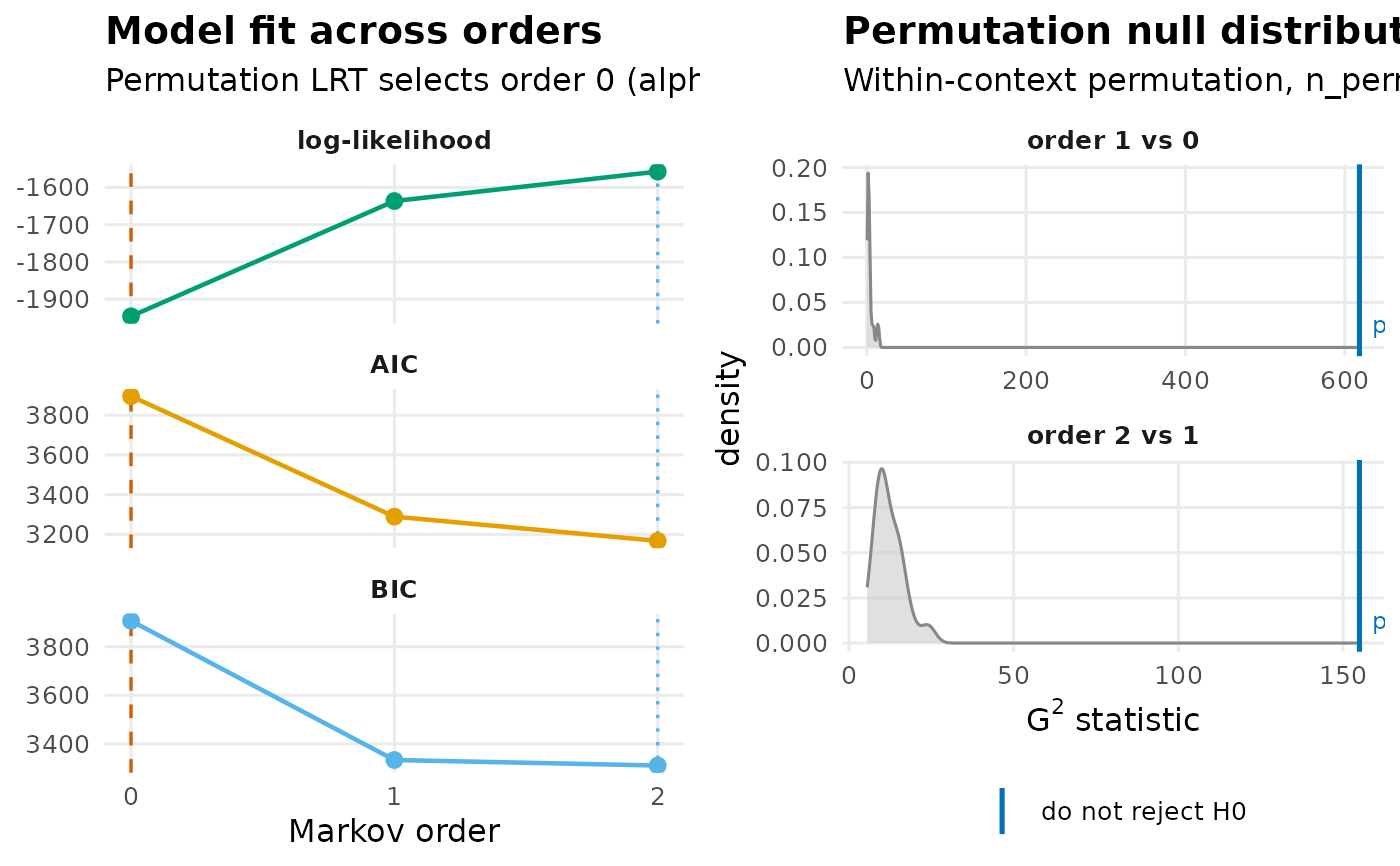 Model fit across orders
Permutation LRT selects order 0 (alph
log-likelihood
-1600
-1700
-1800
-1900
AIC
3800
3600
3400
3200
BIC
3800
3600
3400
0 1 2
Markov order
Permutation null distribut
Within-context permutation, n_perm
order 1 vs 0
0.20
0.15
0.10
0.05
0.00
p
0 200 400 600
order 2 vs 1
0.100
0.075
0.050
0.025
0.000
p
0 50 100 150
density
G² statistic
do not reject H0